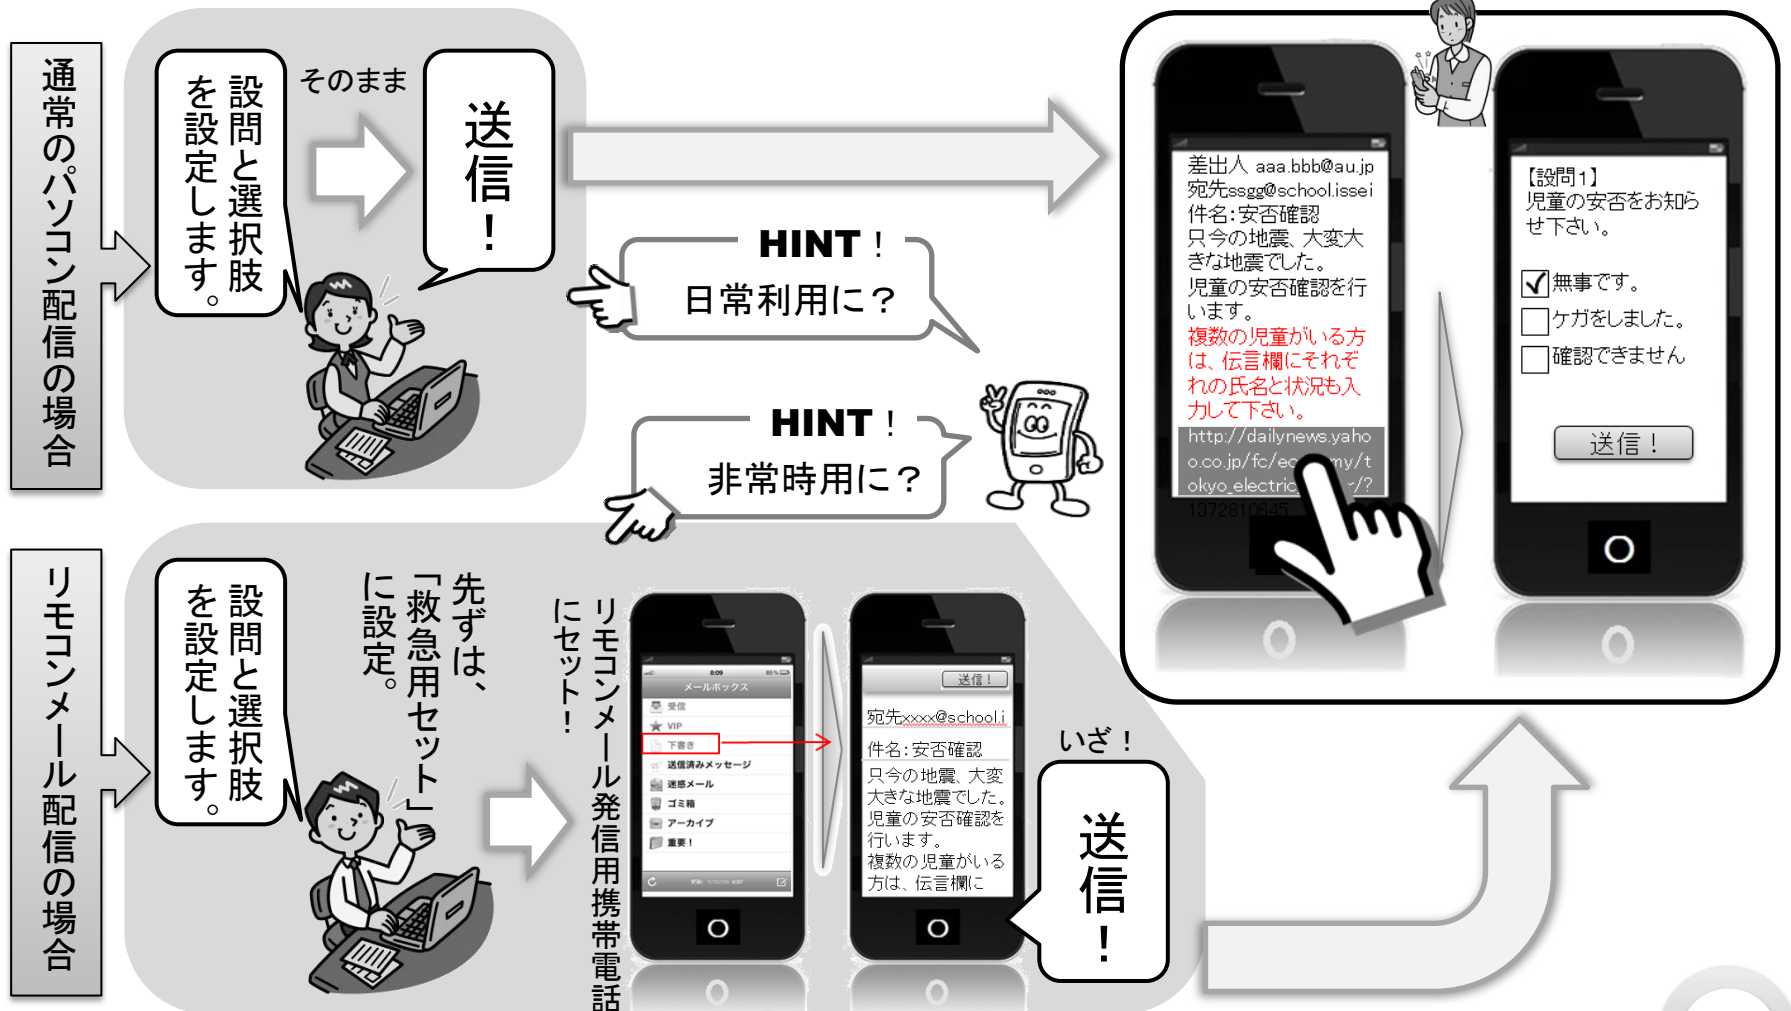 通常のパソコン配信の場合
設問と選択肢
を設定します。
そのまま
送信！
HINT！
日常利用に？
HINT！
非常時用に？
差出人 aaa.bbb@au.jp
宛先ssgg@school.issei
件名：安否確認
只今の地震、大変大
きな地震でした。
児童の安否確認を行
います。
複数の児童がいる方
は、伝言欄にそれぞ
れの氏名と状況も入
力して下さい。
http://dailynews.yaho
o.co.jp/fc/ec my/t
okyo_electric /?
1372810645
【設問1】
児童の安否をお知ら
せ下さい。
無事です。
ケガをしました。
確認できません
送信！
リモコンメール配信の場合
設問と選択肢
を設定します。
先ずは、
「救急用セット」
に設定。
リモコンメール発信用携帯電話
にセット！
8:09
メールボックス
受信
VIP
下書き
送信済みメッセージ
迷惑メール
ゴミ箱
アーカイブ
重要！
送信！
宛先xxxx@school.i
件名：安否確認
只今の地震、大変
大きな地震でした。
児童の安否確認を
行います。
複数の児童がいる
方は、伝言欄に
いざ！
送信！